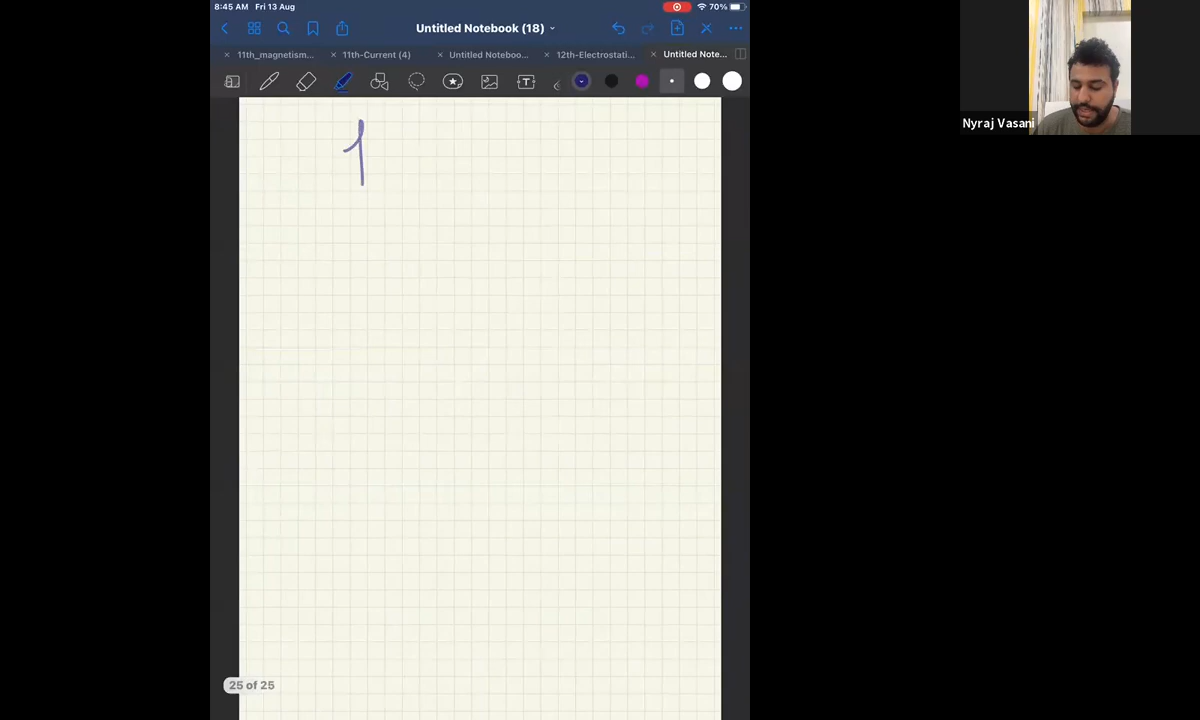 8:45 AM Fri 13 Aug 70%
Untitled Notebook (18)
11th_magnetism... 11th-Current (4) Untitled Noteboo... 12th-Electrostati... Untitled Note...
T
1
Nyraj Vasani
25 of 25